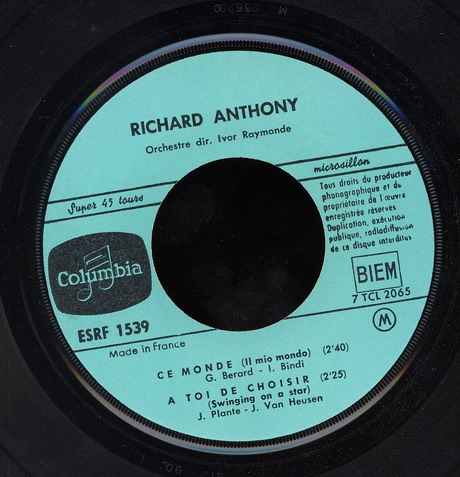 RICHARD ANTHONY
Orchestre dir. Ivor Raymonde
Super 45 tours
microsillon
Tous droits du producteur
phonographique et du
propriétaire de l'œuvre
enregistrée réservés
Duplication, exécution
publique, radiodiffusion
de ce disque interdites
Columbia
BIEM
7 TCL 2065
ESRF 1539
M
Made in France
CE MONDE (Il mio mondo) (2'40)
G. Berard - I. Bindi
A TOI DE CHOISIR (2'25)
(Swinging on a star)
J. Plante - J. Van Heusen